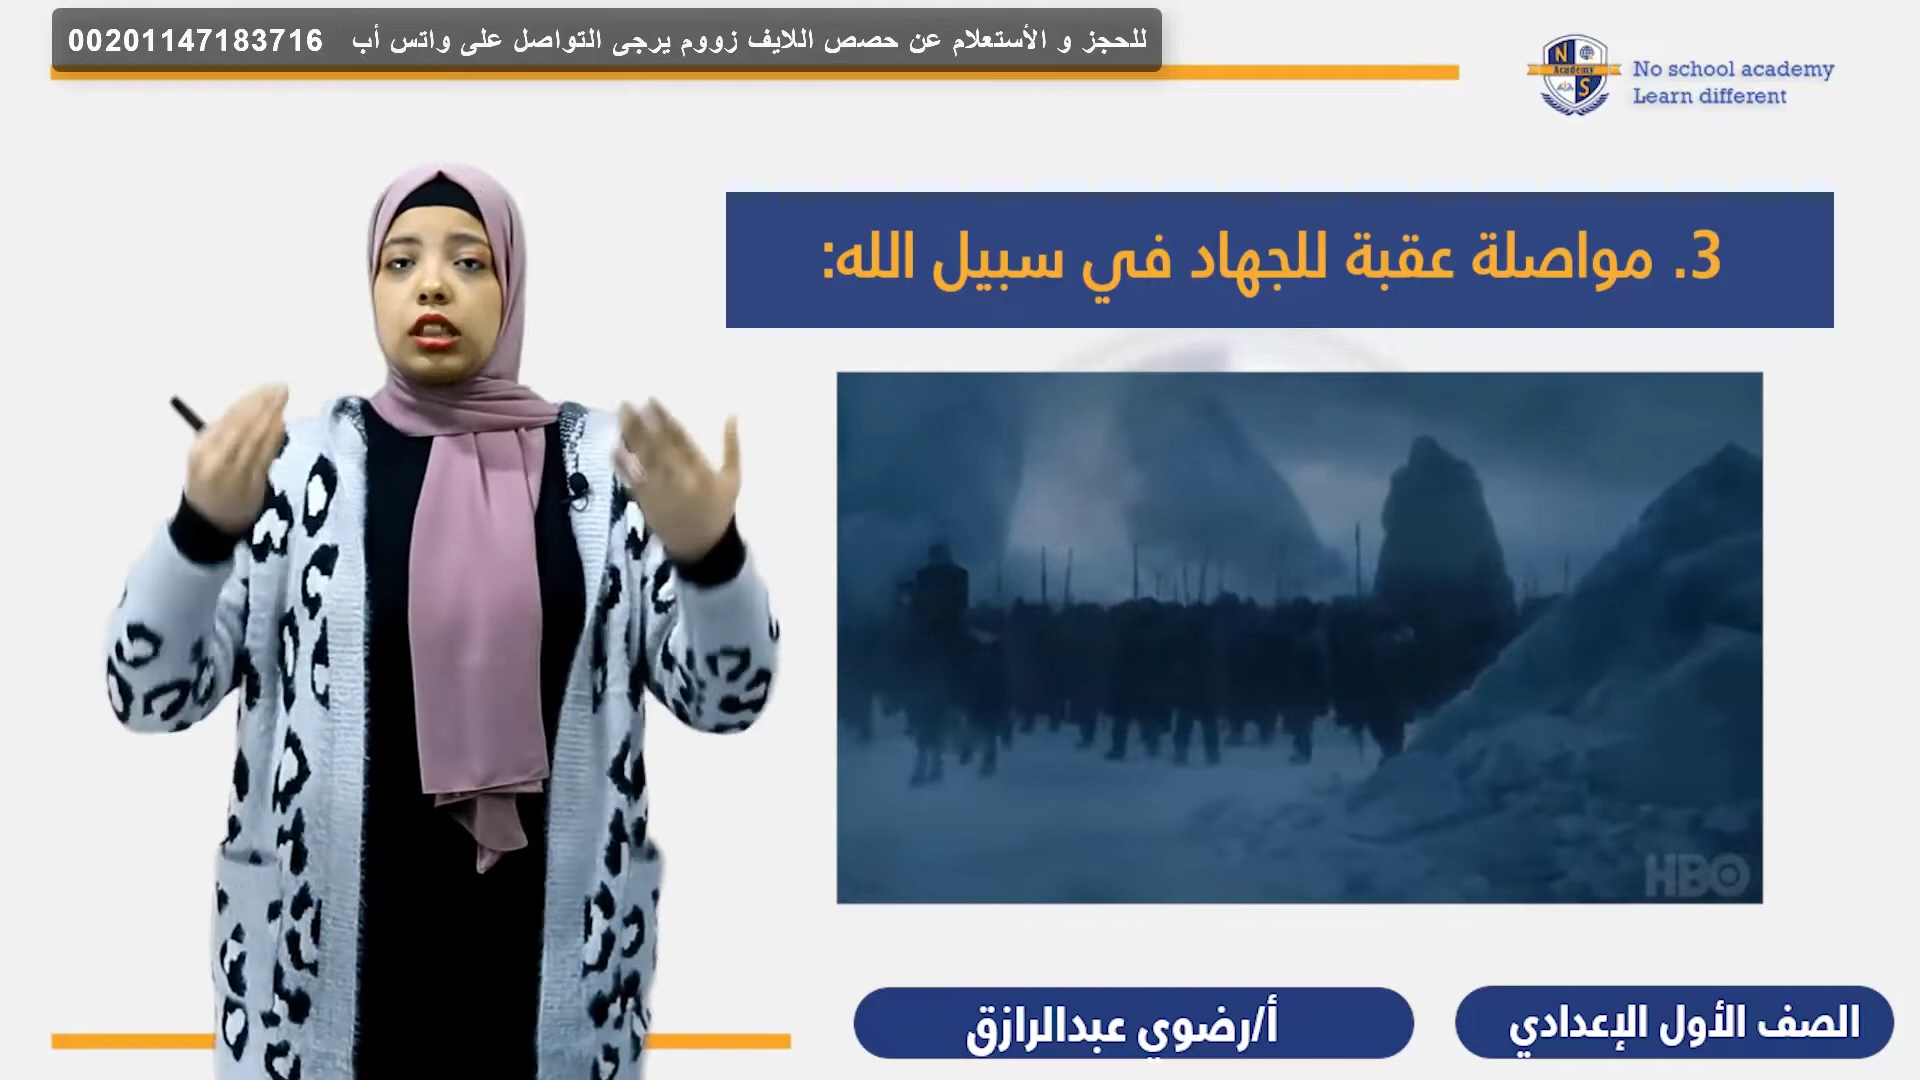 للحجز و الأستعلام عن حصص اللايف زووم يرجى التواصل على واتس أب 00201147183716
N
Academy
S
No school academy
Learn different
3. مواصلة عقبة للجهاد في سبيل الله:
HBO
الصف الأول الإعدادي
أ/رضوي عبدالرازق